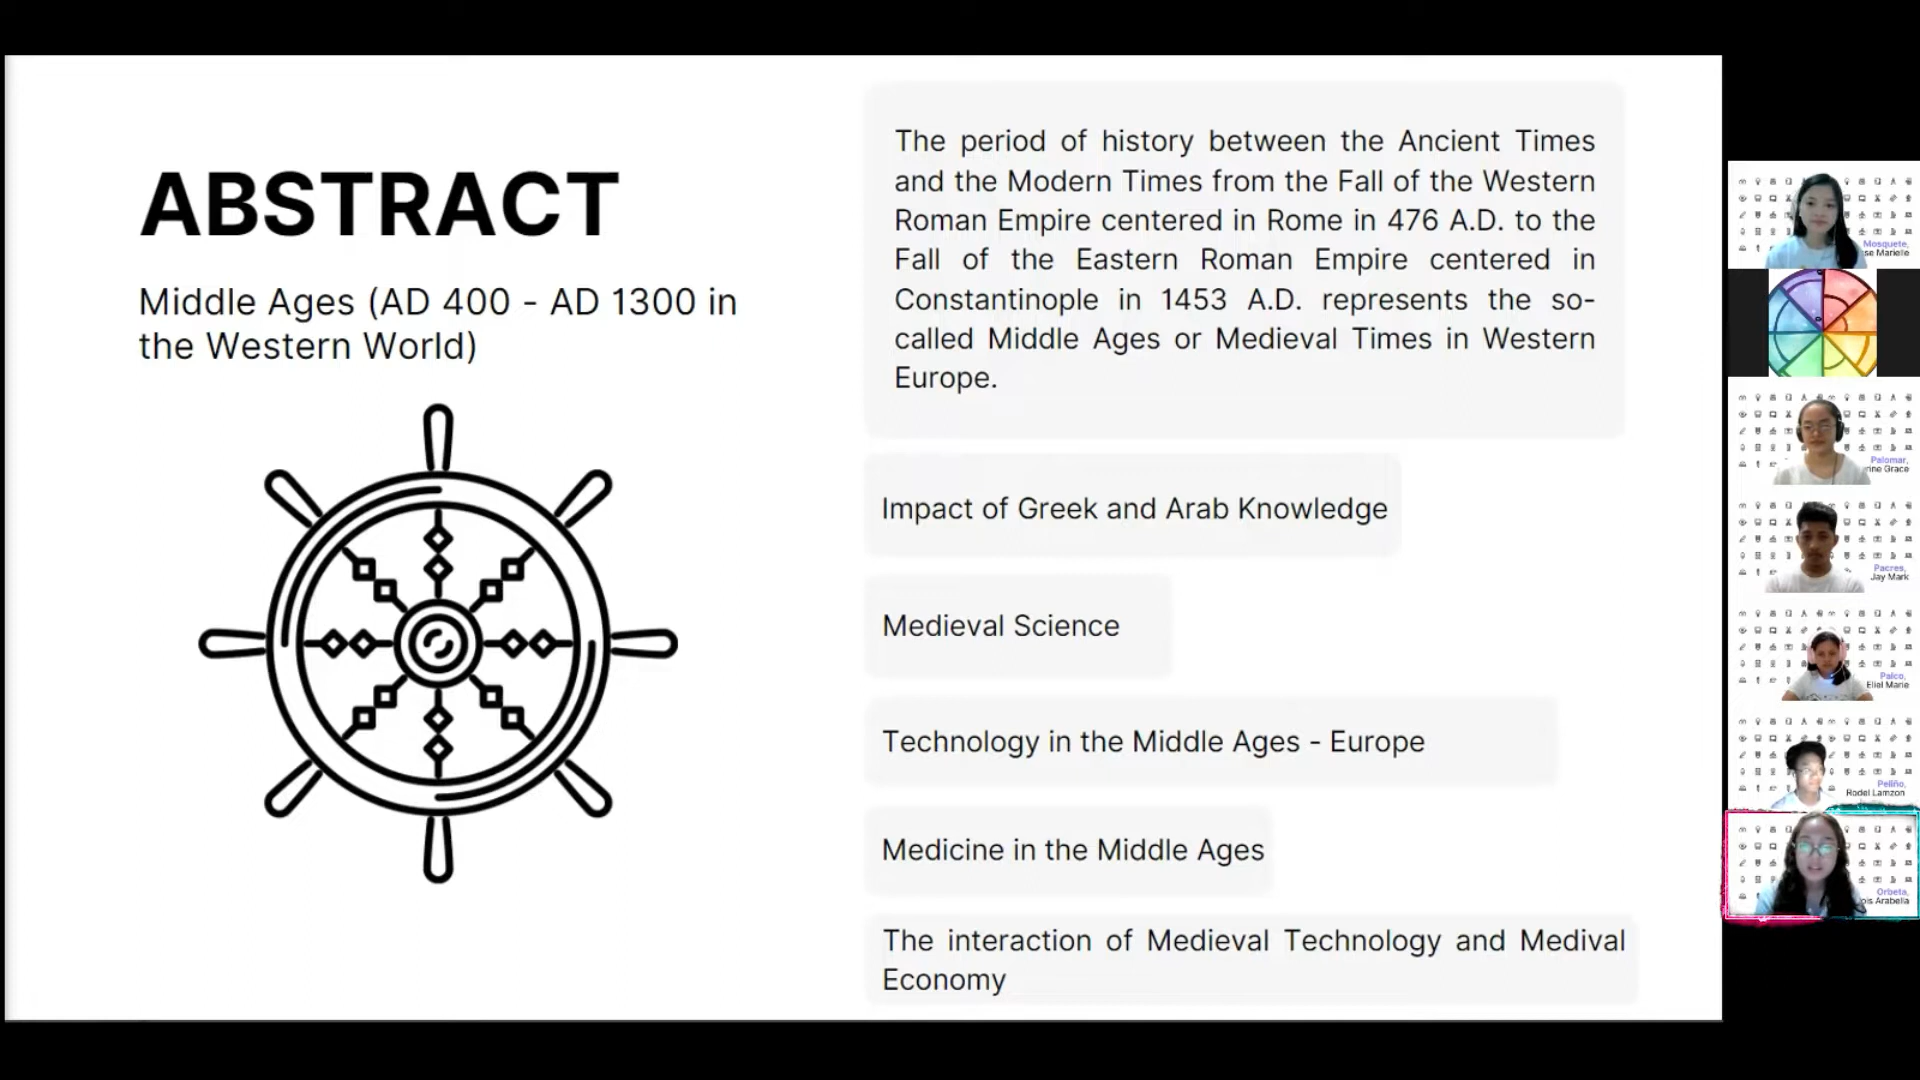 ABSTRACT
Middle Ages (AD 400 - AD 1300 in
the Western World)
The period of history between the Ancient Times
and the Modern Times from the Fall of the Western
Roman Empire centered in Rome in 476 A.D. to the
Fall of the Eastern Roman Empire centered in
Constantinople in 1453 A.D. represents the so-
called Middle Ages or Medieval Times in Western
Europe.
Impact of Greek and Arab Knowledge
Medieval Science
Technology in the Middle Ages - Europe
Medicine in the Middle Ages
The interaction of Medieval Technology and Medival
Economy
Mosquete,
Marielle
Palomar,
Grace
Pacres,
Jay Mark
Palco,
Eliel Marie
Peliño,
Rodel Lamzon
Orbeta,
Arabella